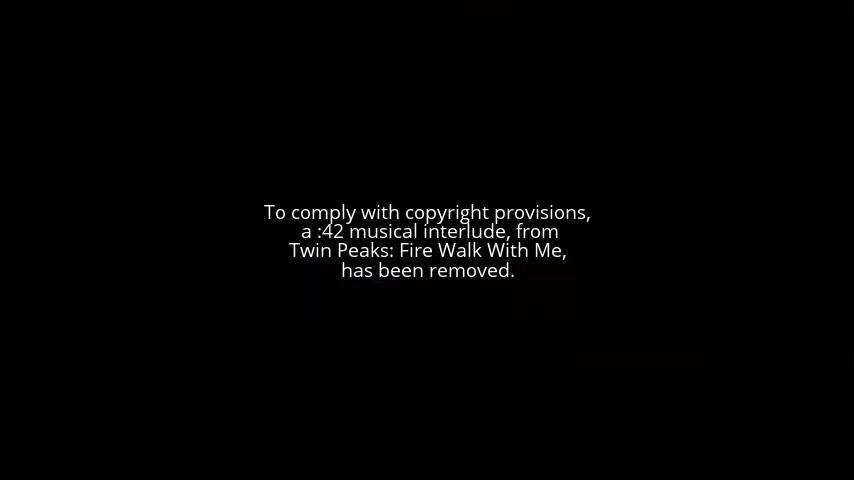 To comply with copyright provisions,
a :42 musical interlude, from
Twin Peaks: Fire Walk With Me,
has been removed.